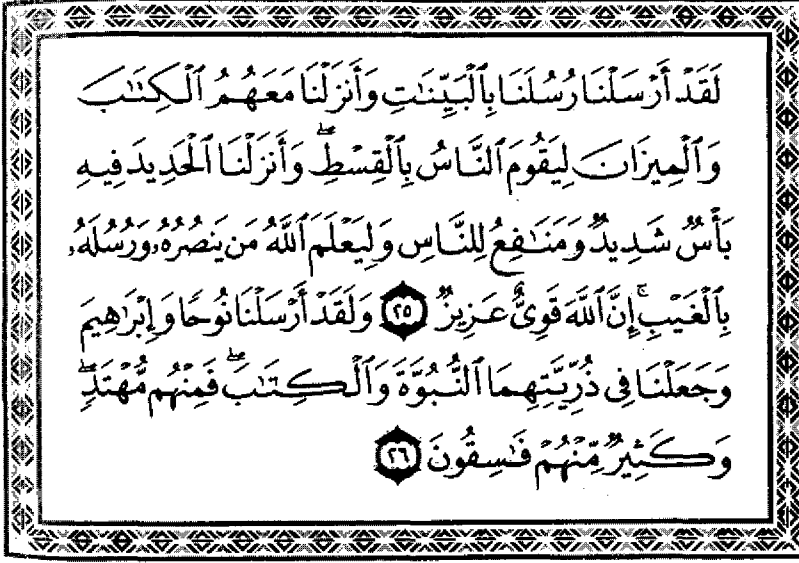 لَقَدْ أَرْسَلْنَا رُسُلَنَا بِٱلْبَيِّنَٰتِ وَأَنزَلْنَا مَعَهُمُ ٱلْكِتَٰبَ
وَٱلْمِيزَانَ لِيَقُومَ ٱلنَّاسُ بِٱلْقِسْطِۖ وَأَنزَلْنَا ٱلْحَدِيدَ فِيهِ
بَأْسٌ شَدِيدٌ وَمَنَٰفِعُ لِلنَّاسِ وَلِيَعْلَمَ ٱللَّهُ مَن يَنصُرُهُۥ وَرُسُلَهُۥ
بِٱلْغَيْبِۚ إِنَّ ٱللَّهَ قَوِىٌّ عَزِيزٌ ٢٥ وَلَقَدْ أَرْسَلْنَا نُوحًا وَإِبْرَٰهِيمَ
وَجَعَلْنَا فِى ذُرِّيَّتِهِمَا ٱلنُّبُوَّةَ وَٱلْكِتَٰبَۖ فَمِنْهُم مُّهْتَدٍۖ
وَكَثِيرٌ مِّنْهُمْ فَٰسِقُونَ ٢٦